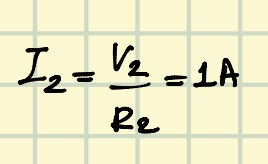 I₂ = V₂/R₂ = 1A